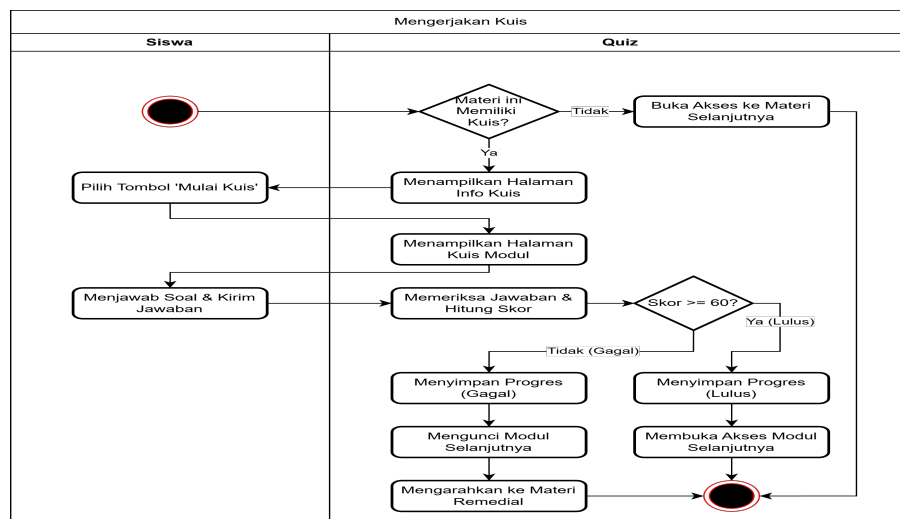 Mengerjakan Kuis
Siswa
Quiz
Materi ini
Memiliki
Kuis?
Tidak
Buka Akses ke Materi
Selanjutnya
Ya
Pilih Tombol 'Mulai Kuis'
Menampilkan Halaman
Info Kuis
Menampilkan Halaman
Kuis Modul
Menjawab Soal & Kirim
Jawaban
Memeriksa Jawaban &
Hitung Skor
Skor >= 60?
Ya (Lulus)
Tidak (Gagal)
Menyimpan Progres
(Gagal)
Menyimpan Progres
(Lulus)
Mengunci Modul
Selanjutnya
Membuka Akses Modul
Selanjutnya
Mengarahkan ke Materi
Remedial